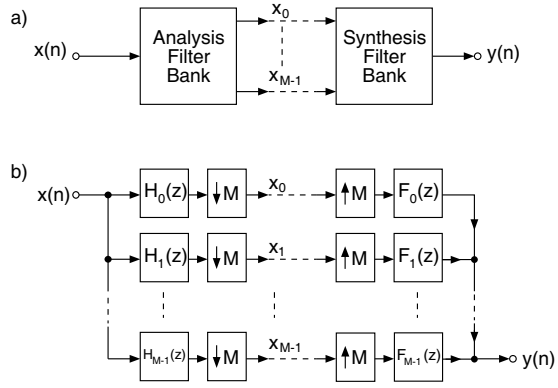 a)
x(n)
Analysis
Filter
Bank
x0
xM-1
Synthesis
Filter
Bank
y(n)
b)
x(n)
H0(z)
↓M
x0
↑M
F0(z)
H1(z)
↓M
x1
↑M
F1(z)
HM-1(z)
↓M
xM-1
↑M
FM-1(z)
y(n)